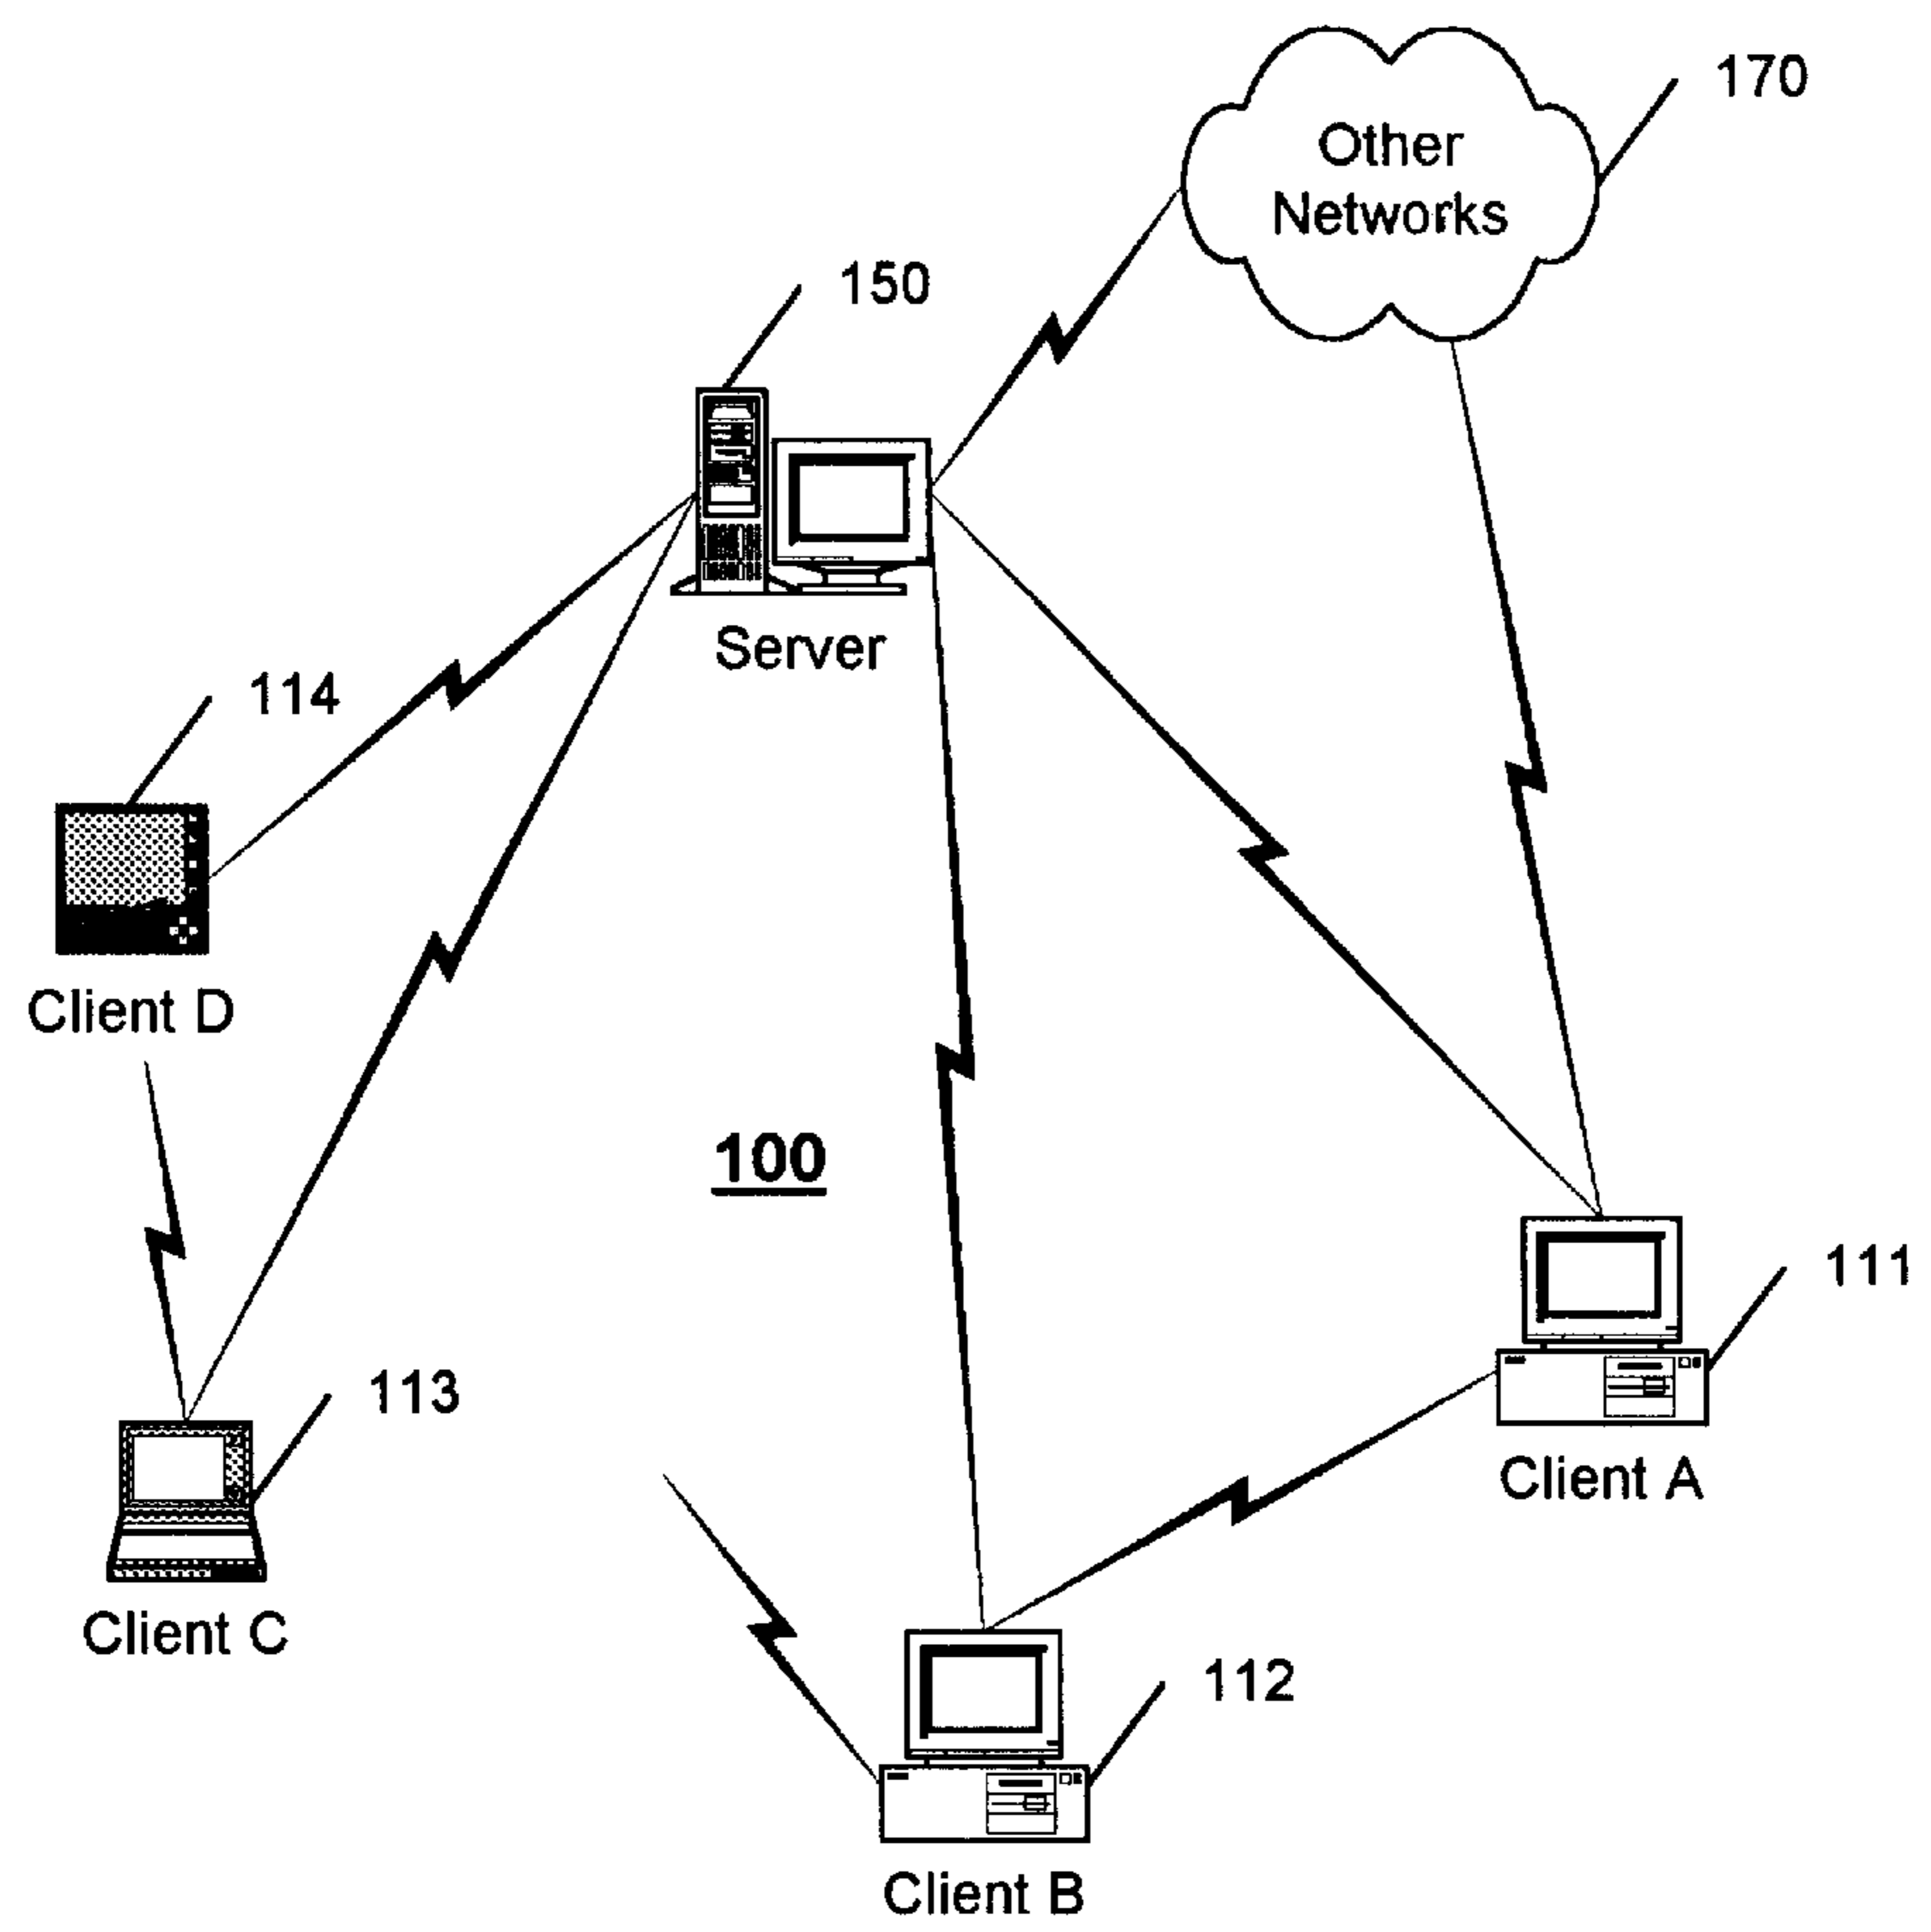 170
Other
Networks
150
Server
114
Client D
100
111
113
Client A
Client C
112
Client B